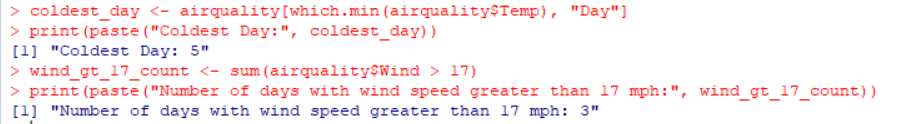 > coldest_day <- airquality[which.min(airquality$Temp), "Day"]
> print(paste("Coldest Day:", coldest_day))
[1] "Coldest Day: 5"
> wind_gt_17_count <- sum(airquality$Wind > 17)
> print(paste("Number of days with wind speed greater than 17 mph:", wind_gt_17_count))
[1] "Number of days with wind speed greater than 17 mph: 3"